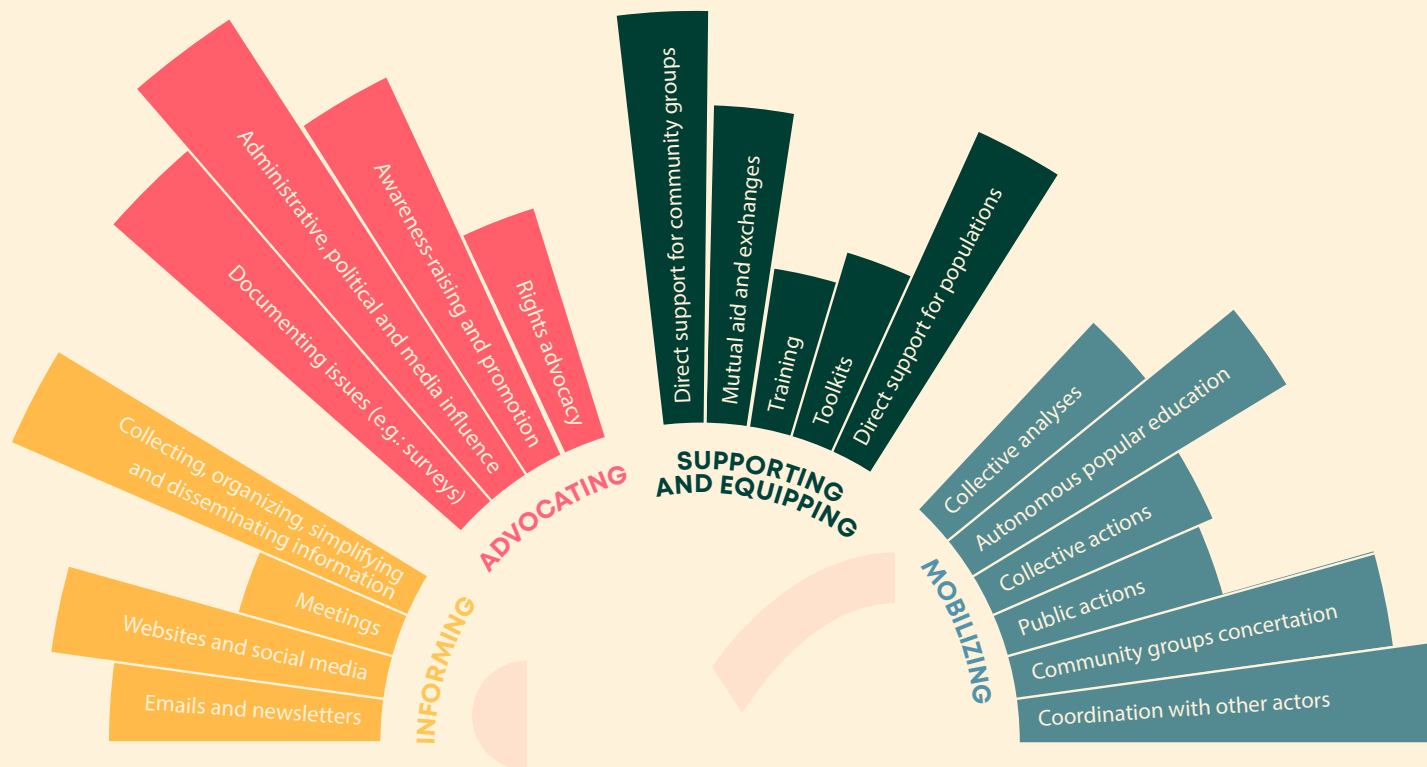 INFORMING
Emails and newsletters
Websites and social media
Meetings
Collecting, organizing, simplifying
and disseminating information
ADVOCATING
Documenting issues (e.g.: surveys)
Administrative, political and media influence
Awareness-raising and promotion
Rights advocacy
SUPPORTING
AND EQUIPPING
Direct support for community groups
Mutual aid and exchanges
Training
Toolkits
Direct support for populations
MOBILIZING
Collective analyses
Autonomous popular education
Collective actions
Public actions
Community groups concertation
Coordination with other actors